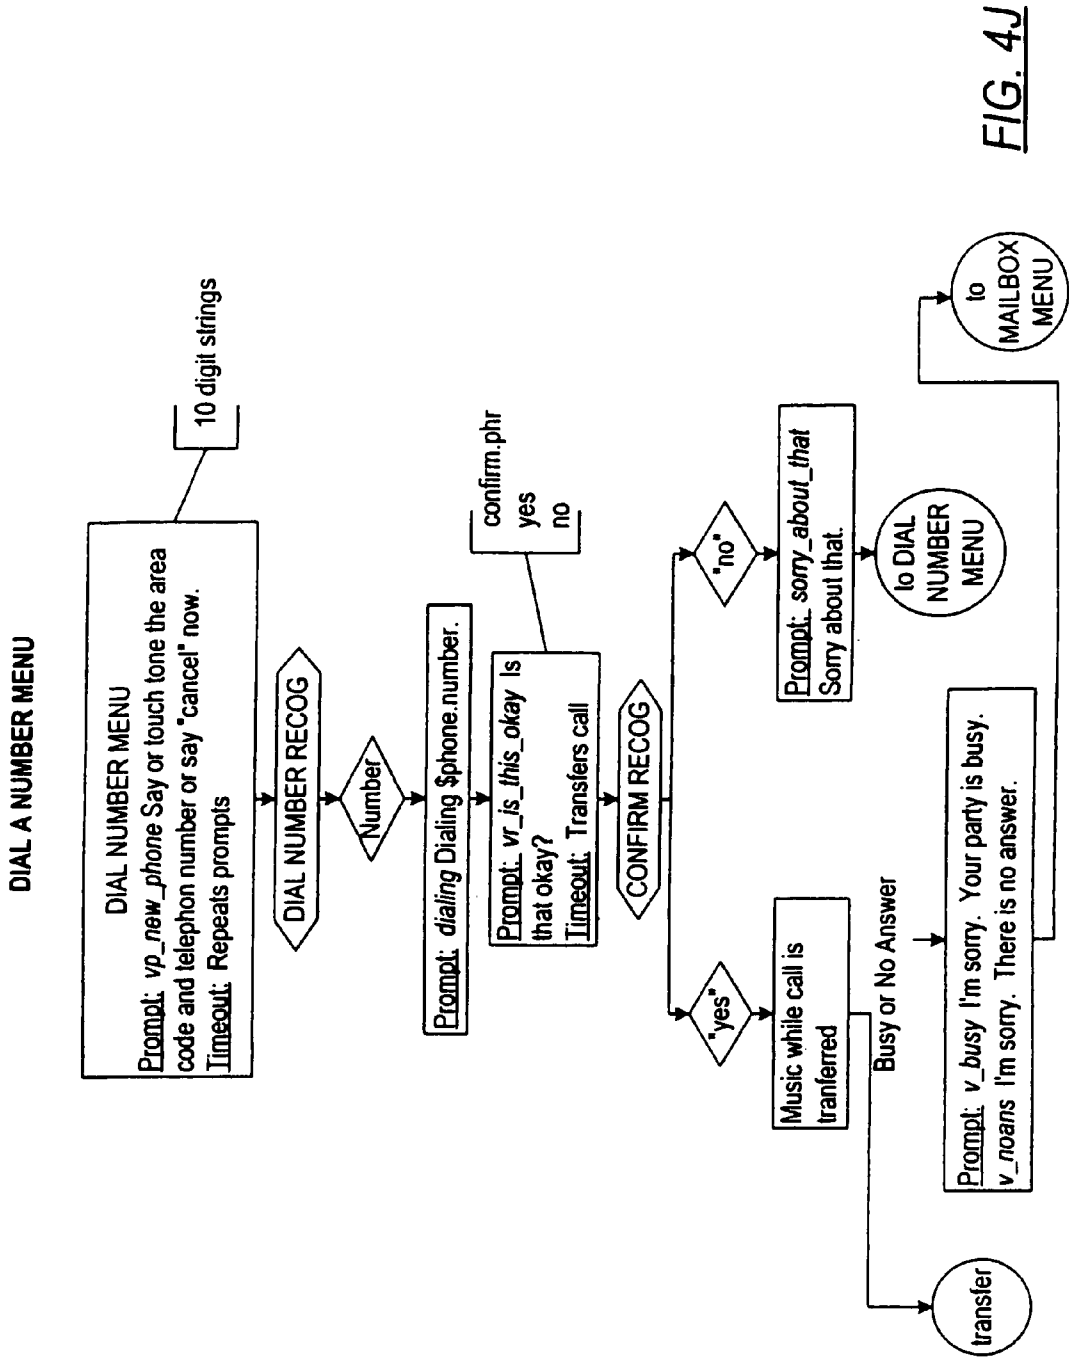 DIAL A NUMBER MENU
DIAL NUMBER MENU
Prompt: vp_new_phone Say or touch tone the area
code and telephon number or say "cancel" now.
Timeout: Repeats prompts
10 digit strings
DIAL NUMBER RECOG
Number
Prompt: dialing Dialing $phone.number.
Prompt: vr_is_this_okay Is
that okay?
Timeout: Transfers call
confirm.phr
yes
no
CONFIRM RECOG
"yes"
"no"
Music while call is
tranferred
Prompt: sorry_about_that
Sorry about that.
Busy or No Answer
to DIAL
NUMBER
MENU
Prompt: v_busy I'm sorry. Your party is busy.
v_noans I'm sorry. There is no answer.
transfer
to
MAILBOX
MENU
FIG. 4J